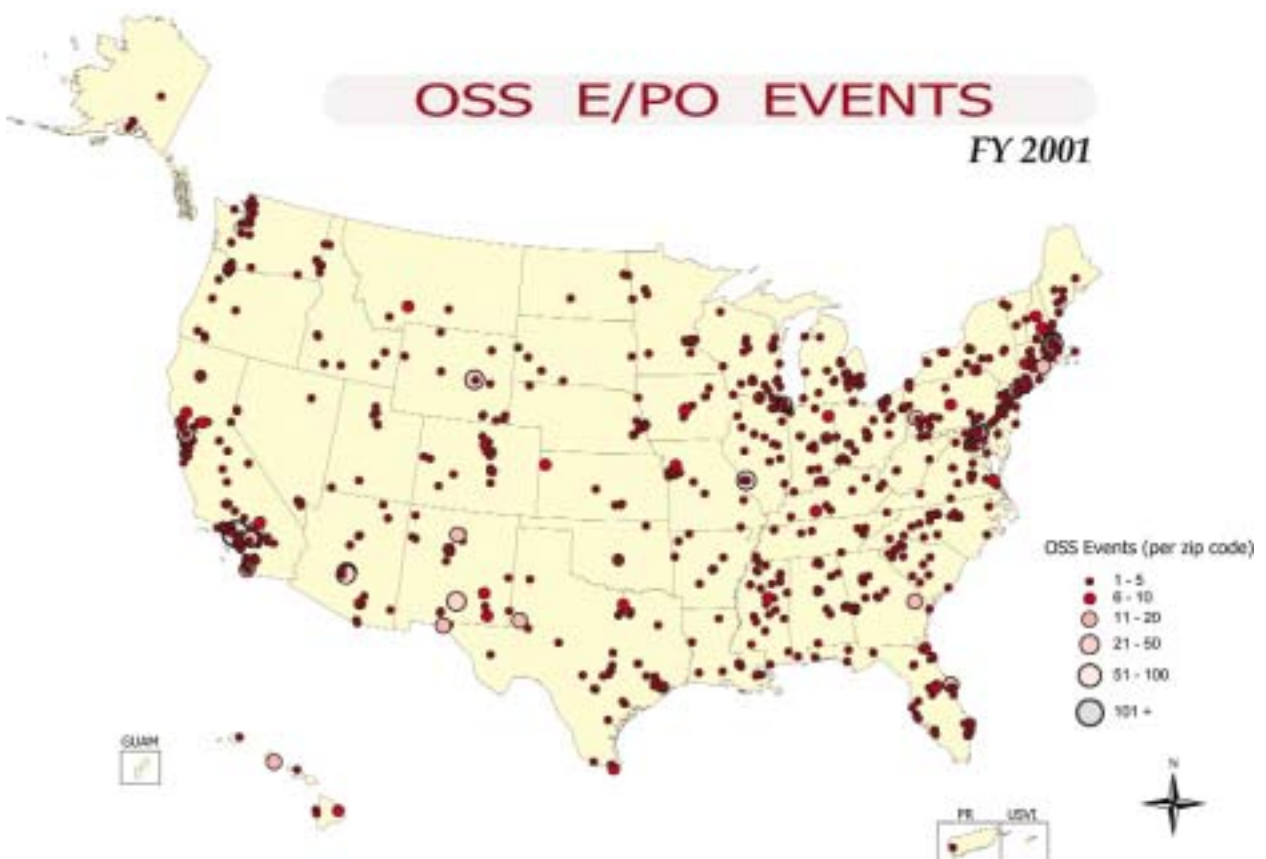 OSS E/PO EVENTS
FY 2001
OSS Events (per zip code)
1 - 5
6 - 10
11 - 20
21 - 50
51 - 100
101 +
GUAM
N
PR USVI